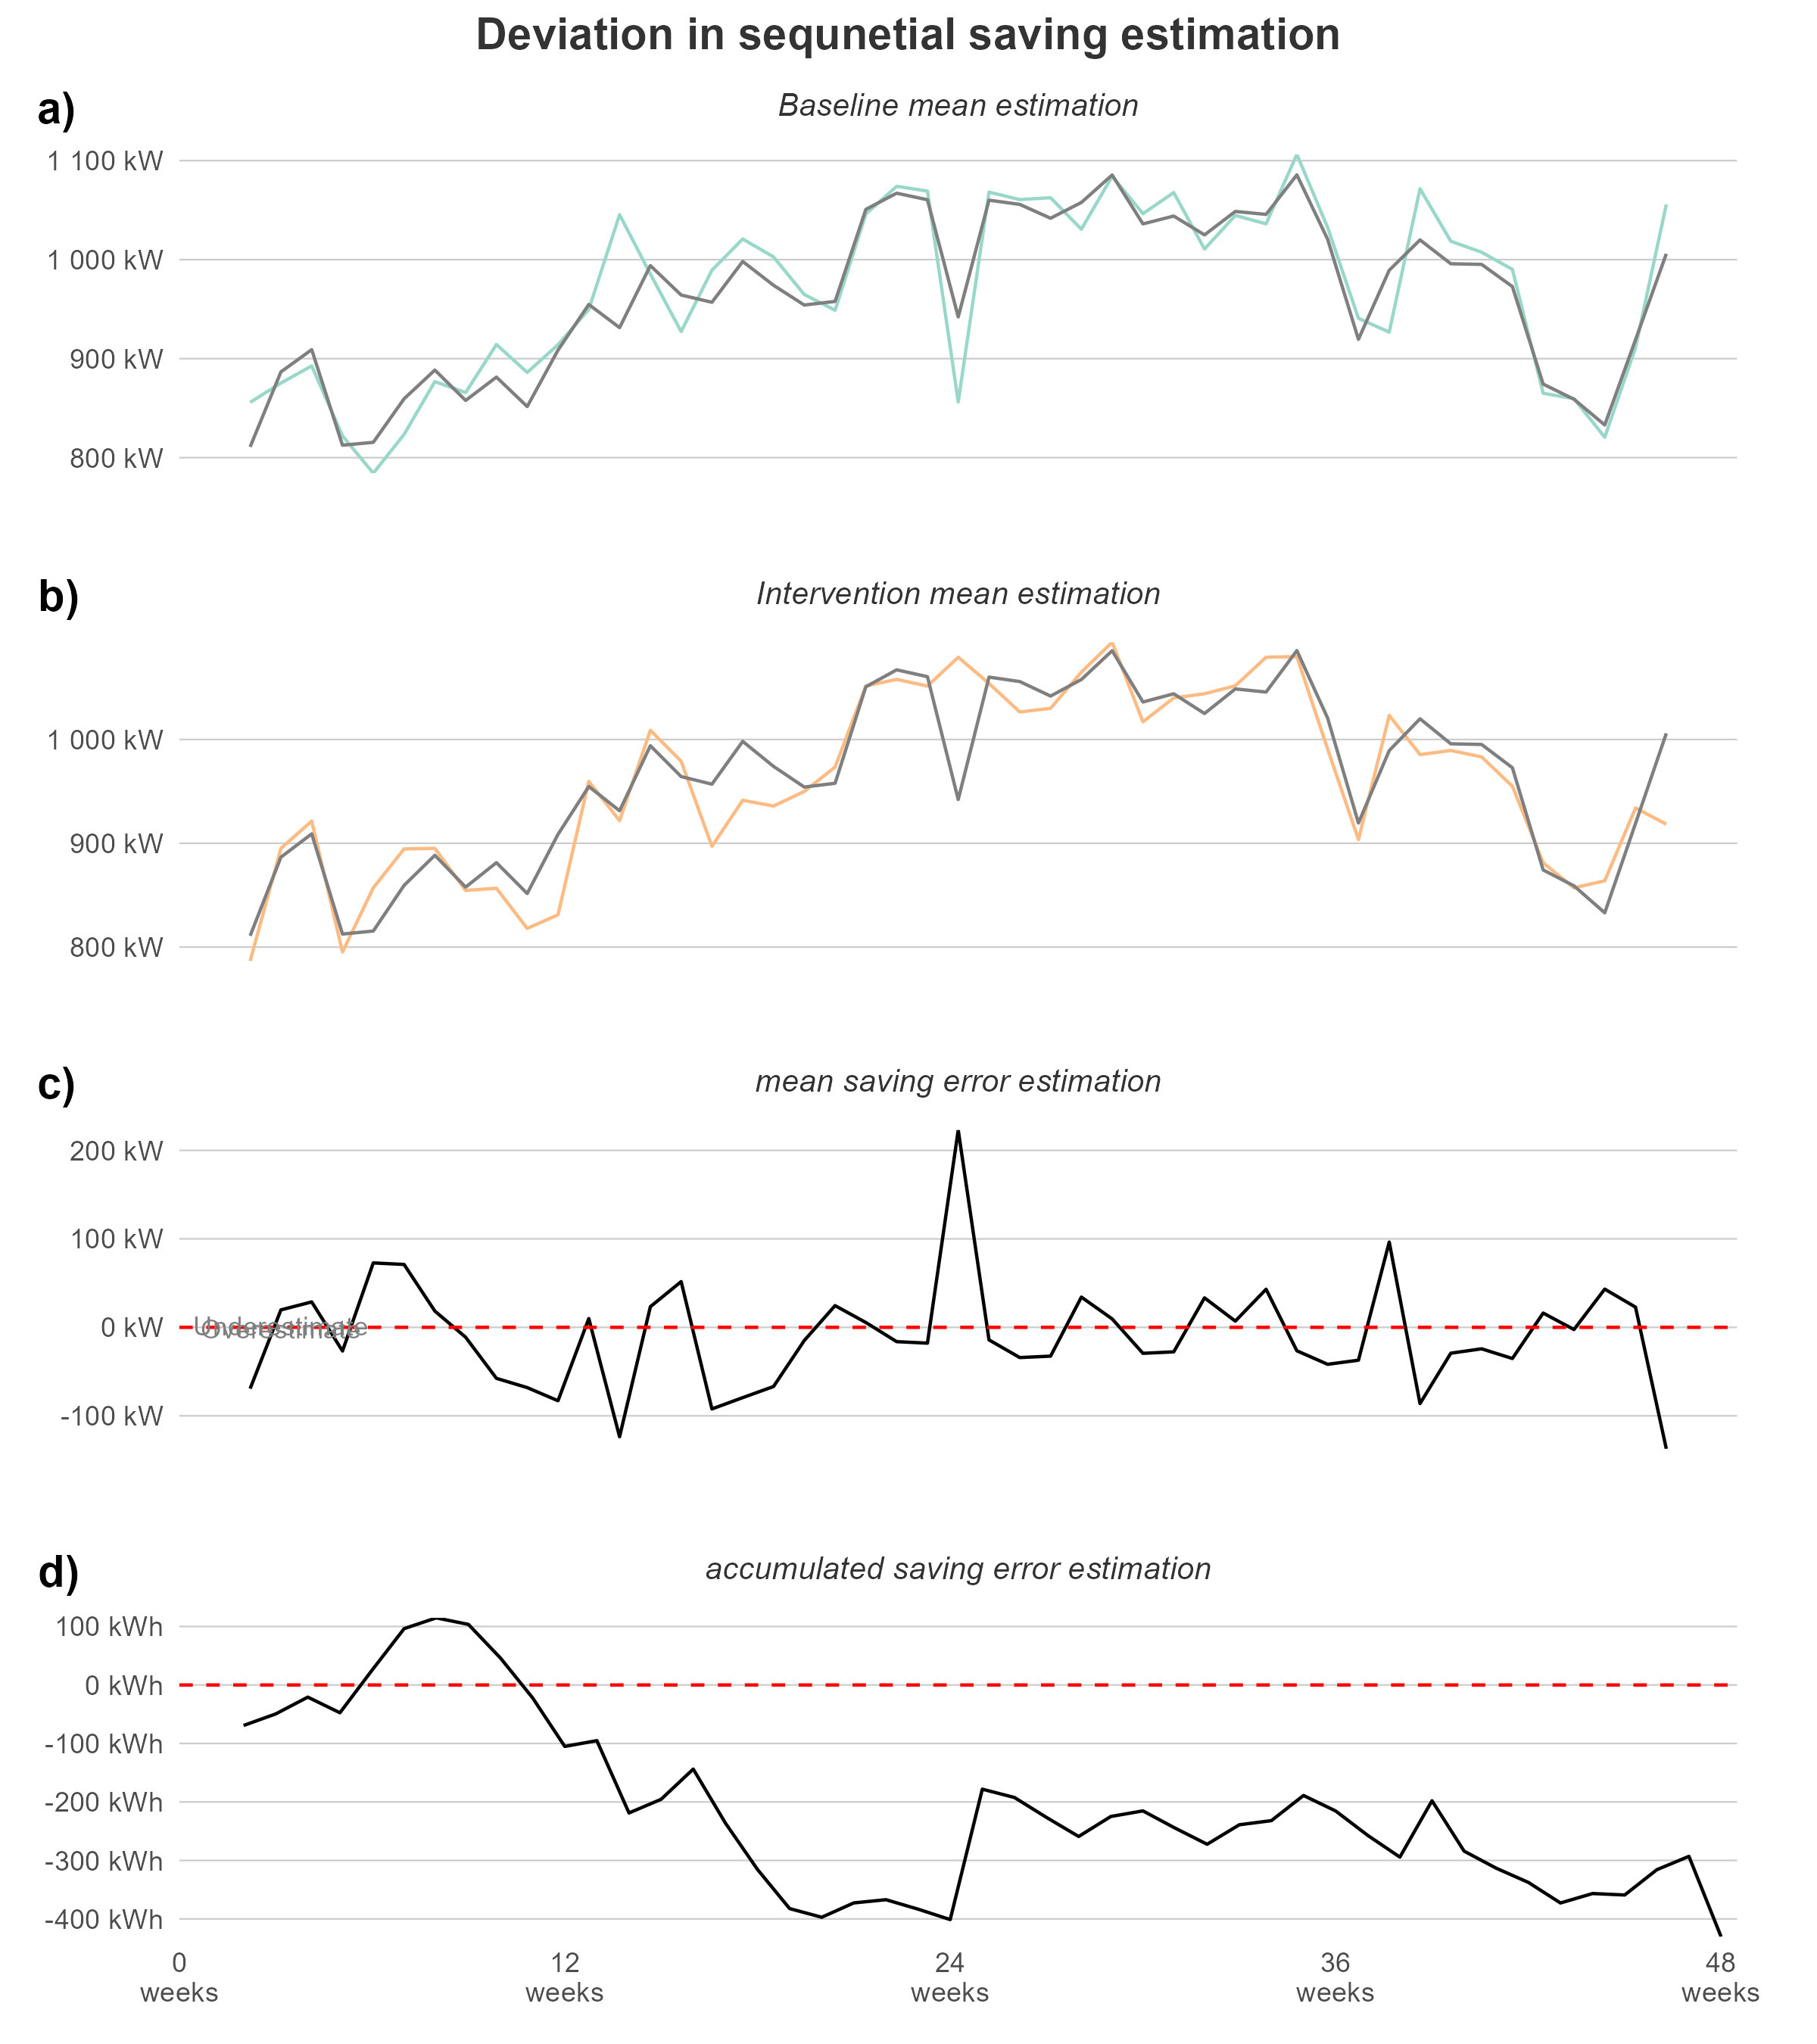 Deviation in sequnetial saving estimation
a)
Baseline mean estimation
1 100 kW
1 000 kW
900 kW
800 kW
b)
Intervention mean estimation
1 000 kW
900 kW
800 kW
c)
mean saving error estimation
200 kW
100 kW
0 kW
Underestimate
Overestimate
-100 kW
d)
accumulated saving error estimation
100 kWh
0 kWh
-100 kWh
-200 kWh
-300 kWh
-400 kWh
0 12 24 36 48
weeks weeks weeks weeks weeks